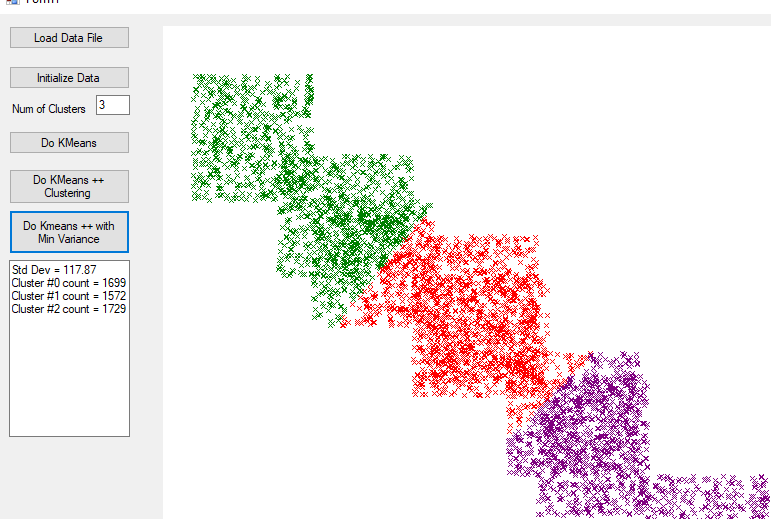 Load Data File
Initialize Data
Num of Clusters 3
Do KMeans
Do KMeans ++
Clustering
Do Kmeans ++ with
Min Variance
Std Dev = 117.87
Cluster #0 count = 1699
Cluster #1 count = 1572
Cluster #2 count = 1729